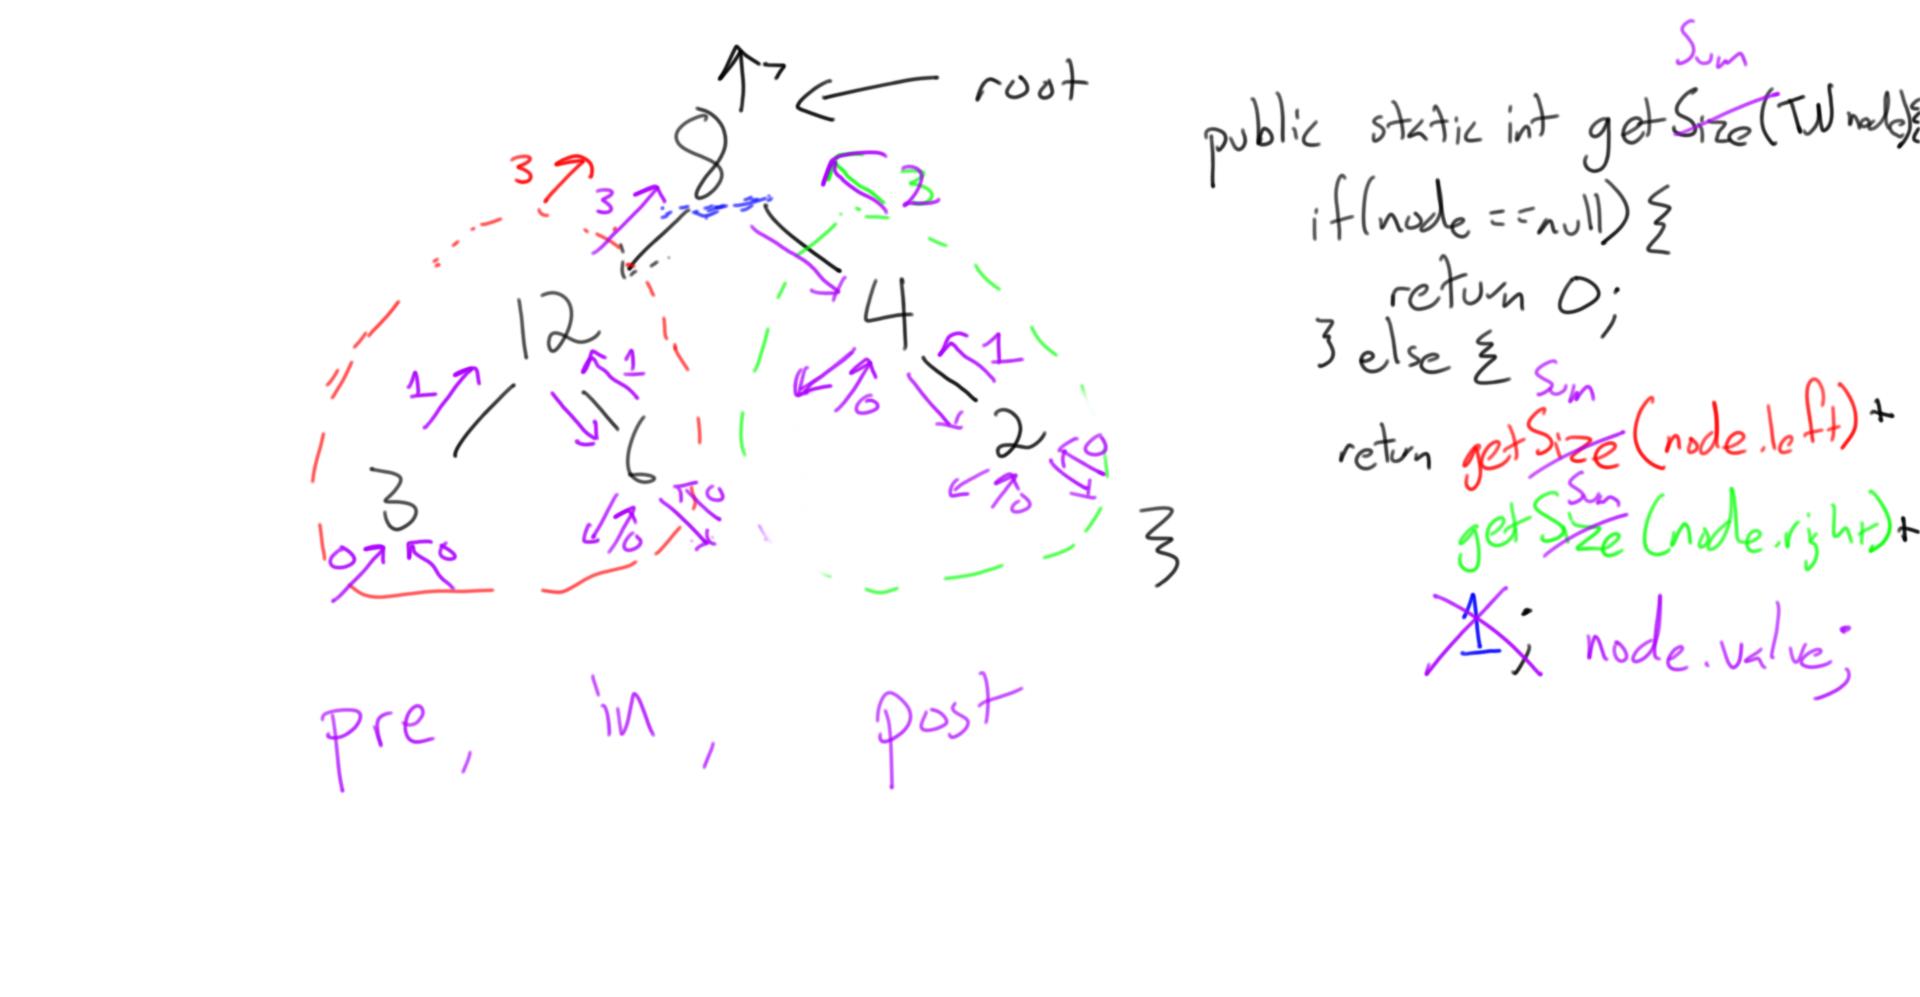 root
8
3
3
2
12
4
1
1
0
1
3
6
2
0
0
0
0
0
0
pre, in, post
Sum
public static int getSize(TN node){
if(node ==null) {
return 0;
} else {
Sum
return getSize(node.left)+
Sum
getSize(node.right)+
1; node.value;
}